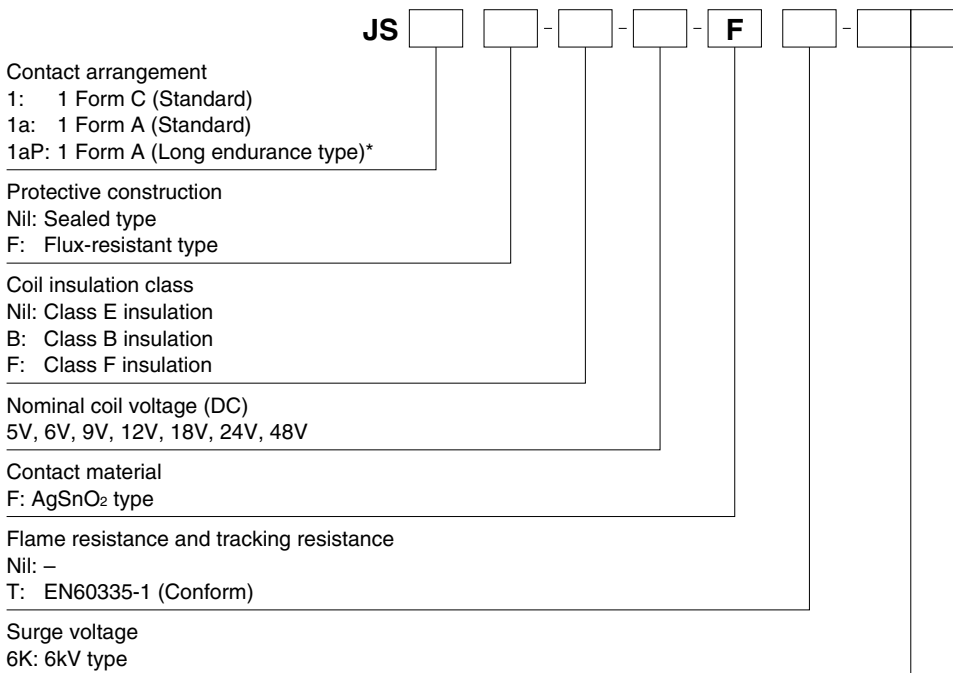 JS - - - F -
Contact arrangement
1: 1 Form C (Standard)
1a: 1 Form A (Standard)
1aP: 1 Form A (Long endurance type)*
Protective construction
Nil: Sealed type
F: Flux-resistant type
Coil insulation class
Nil: Class E insulation
B: Class B insulation
F: Class F insulation
Nominal coil voltage (DC)
5V, 6V, 9V, 12V, 18V, 24V, 48V
Contact material
F: AgSnO2 type
Flame resistance and tracking resistance
Nil: –
T: EN60335-1 (Conform)
Surge voltage
6K: 6kV type